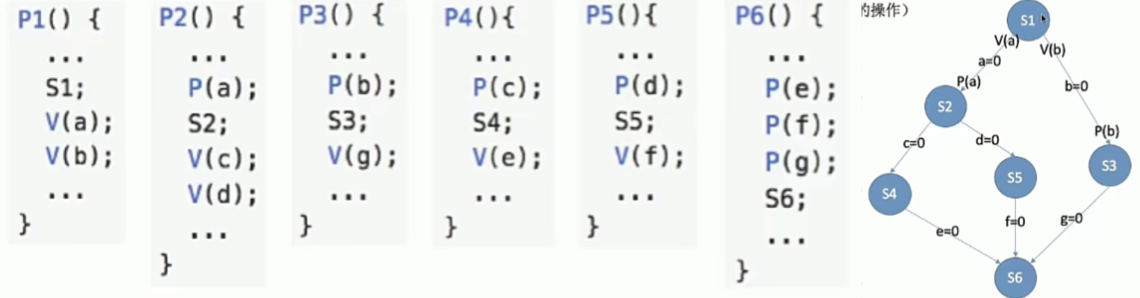 P1() {
...
S1;
V(a);
V(b);
...
}
P2() {
...
P(a);
S2;
V(c);
V(d);
...
}
P3() {
...
P(b);
S3;
V(g);
...
}
P4(){
...
P(c);
S4;
V(e);
...
}
P5(){
...
P(d);
S5;
V(f);
...
}
P6() {
...
P(e);
P(f);
P(g);
S6;
...
}
的操作）
S1
V(a)
V(b)
a=0
P(a)
b=0
S2
P(b)
c=0
d=0
S3
S5
S4
f=0
g=0
e=0
S6